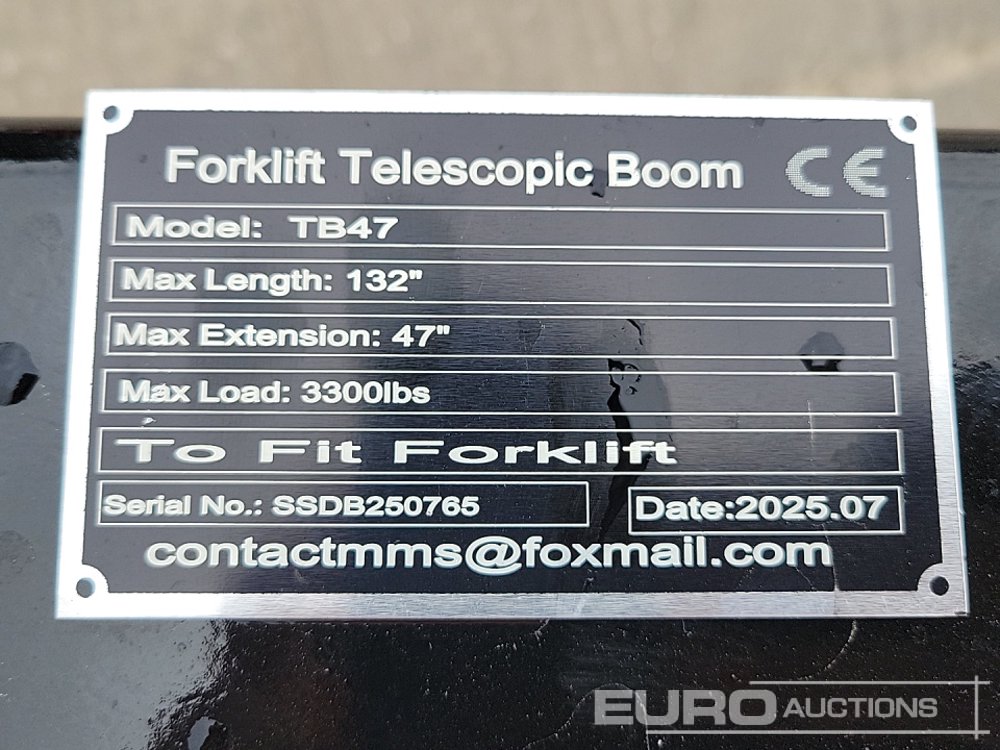 Forklift Telescopic Boom CE
Model: TB47
Max Length: 132"
Max Extension: 47"
Max Load: 3300lbs
To Fit Forklift
Serial No.: SSDB250765 Date:2025.07
contactmms@foxmail.com
EURO AUCTIONS